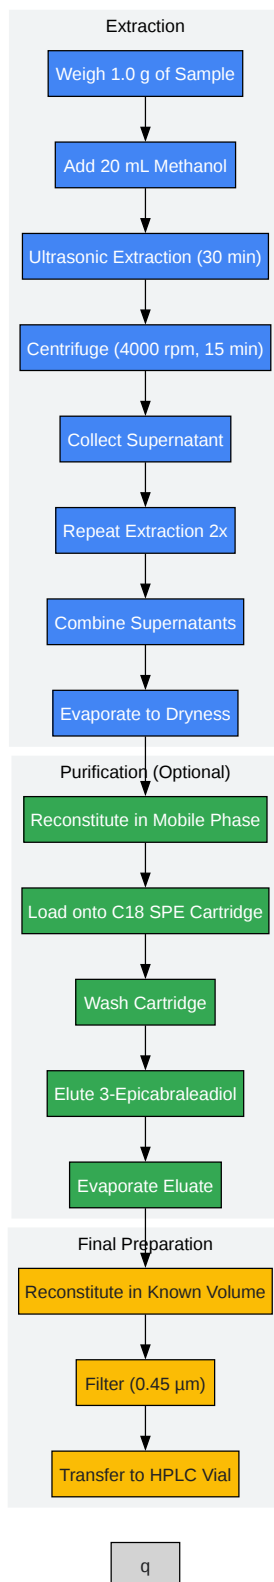 Extraction
Weigh 1.0 g of Sample
Add 20 mL Methanol
Ultrasonic Extraction (30 min)
Centrifuge (4000 rpm, 15 min)
Collect Supernatant
Repeat Extraction 2x
Combine Supernatants
Evaporate to Dryness
Purification (Optional)
Reconstitute in Mobile Phase
Load onto C18 SPE Cartridge
Wash Cartridge
Elute 3-Epicabraleadiol
Evaporate Eluate
Final Preparation
Reconstitute in Known Volume
Filter (0.45 µm)
Transfer to HPLC Vial
q